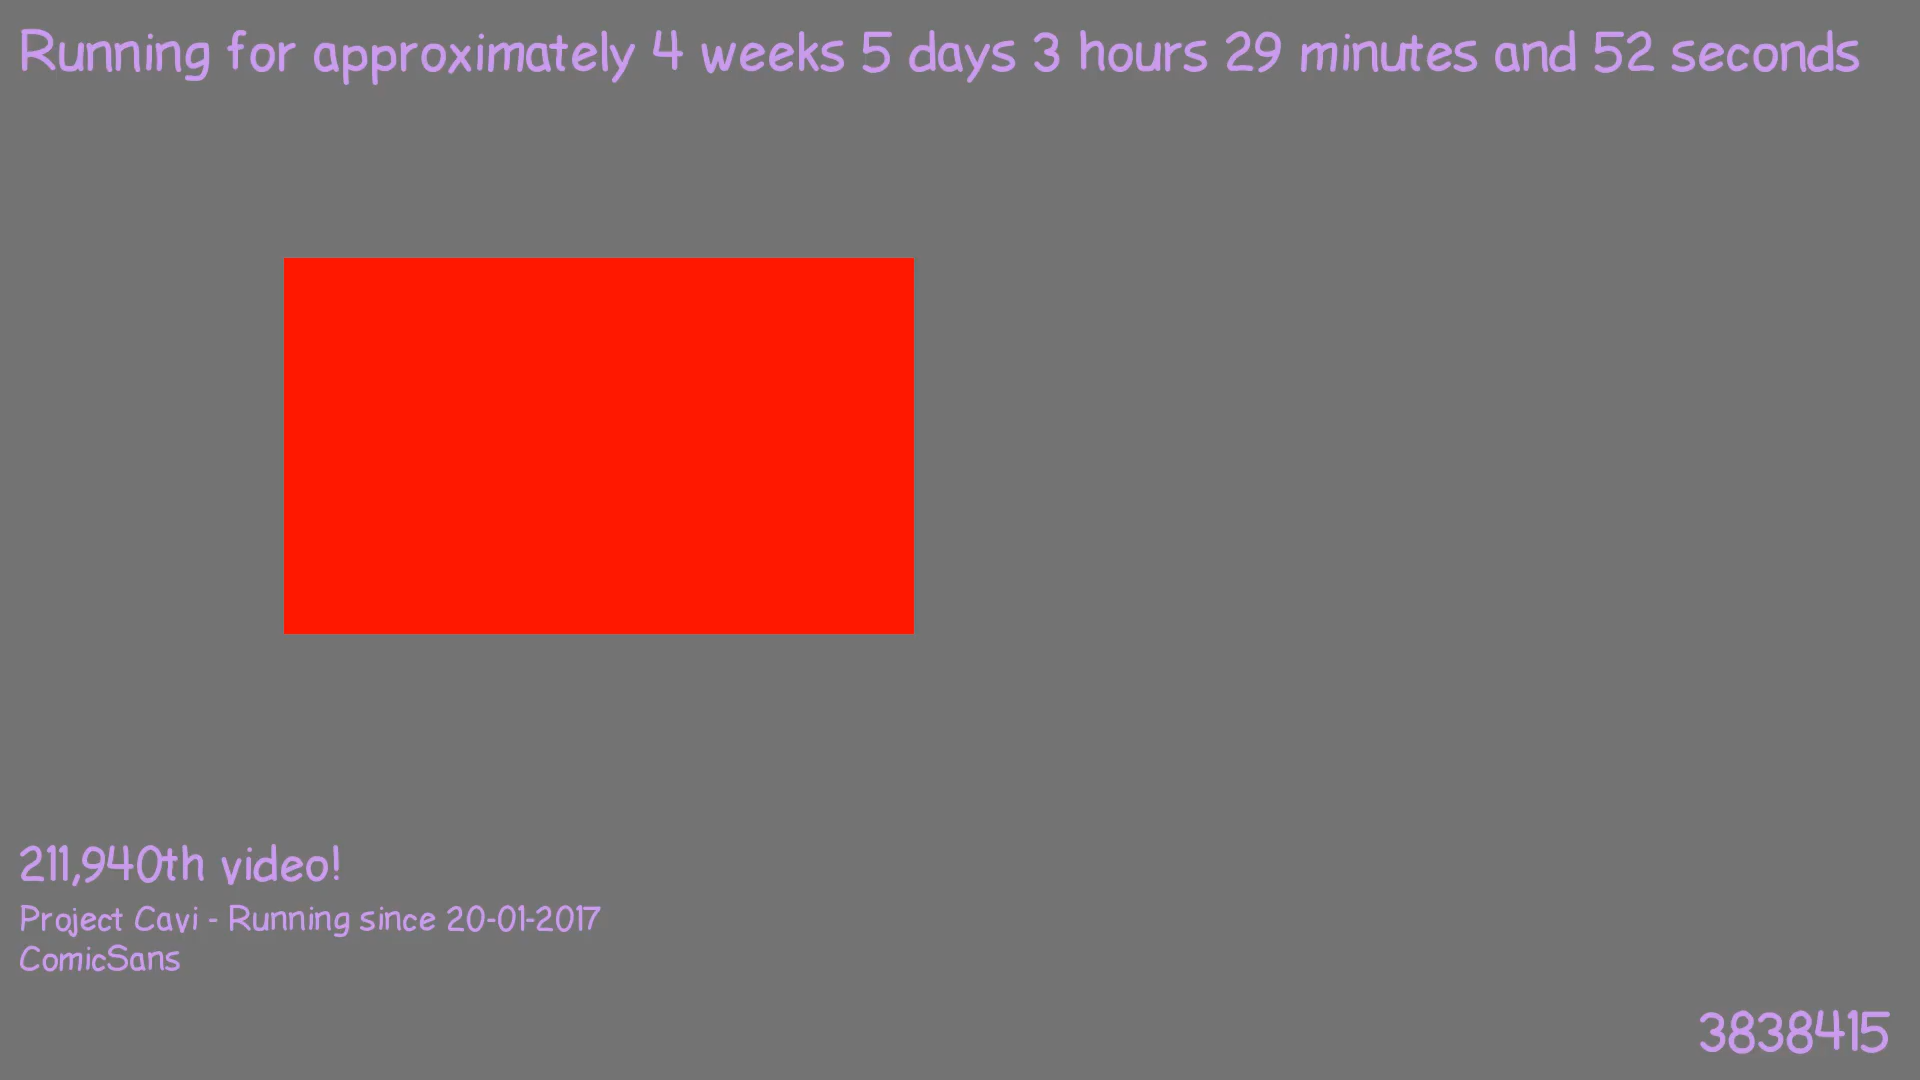 Running for approximately 4 weeks 5 days 3 hours 29 minutes and 52 seconds
211,940th video!
Project Cavi - Running since 20-01-2017
ComicSans
3838415